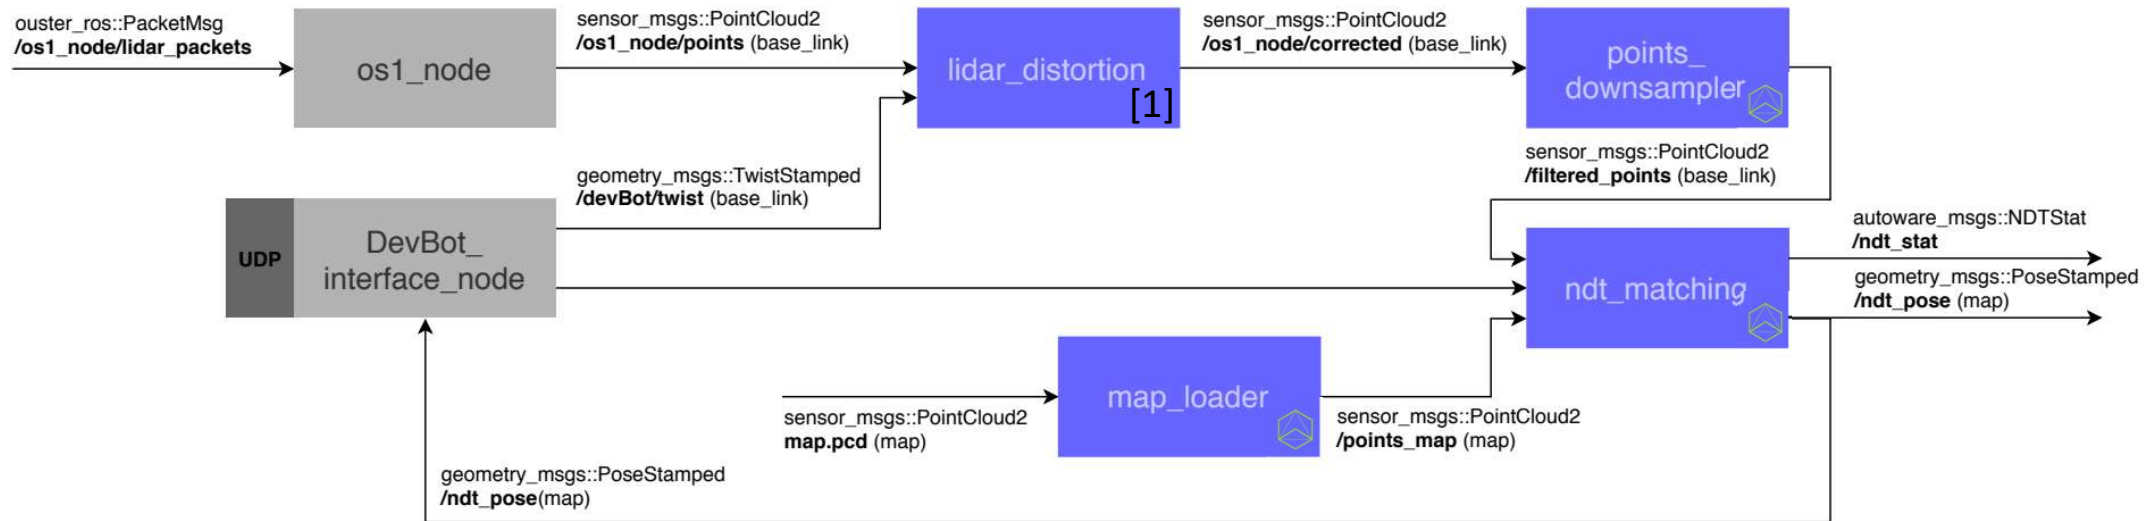 ouster_ros::PacketMsg
/os1_node/lidar_packets
os1_node
sensor_msgs::PointCloud2
/os1_node/points (base_link)
lidar_distortion
[1]
sensor_msgs::PointCloud2
/os1_node/corrected (base_link)
points_
downsampler
sensor_msgs::PointCloud2
/filtered_points (base_link)
geometry_msgs::TwistStamped
/devBot/twist (base_link)
UDP
DevBot_
interface_node
ndt_matching
autoware_msgs::NDTStat
/ndt_stat
geometry_msgs::PoseStamped
/ndt_pose (map)
map_loader
sensor_msgs::PointCloud2
map.pcd (map)
sensor_msgs::PointCloud2
/points_map (map)
geometry_msgs::PoseStamped
/ndt_pose(map)